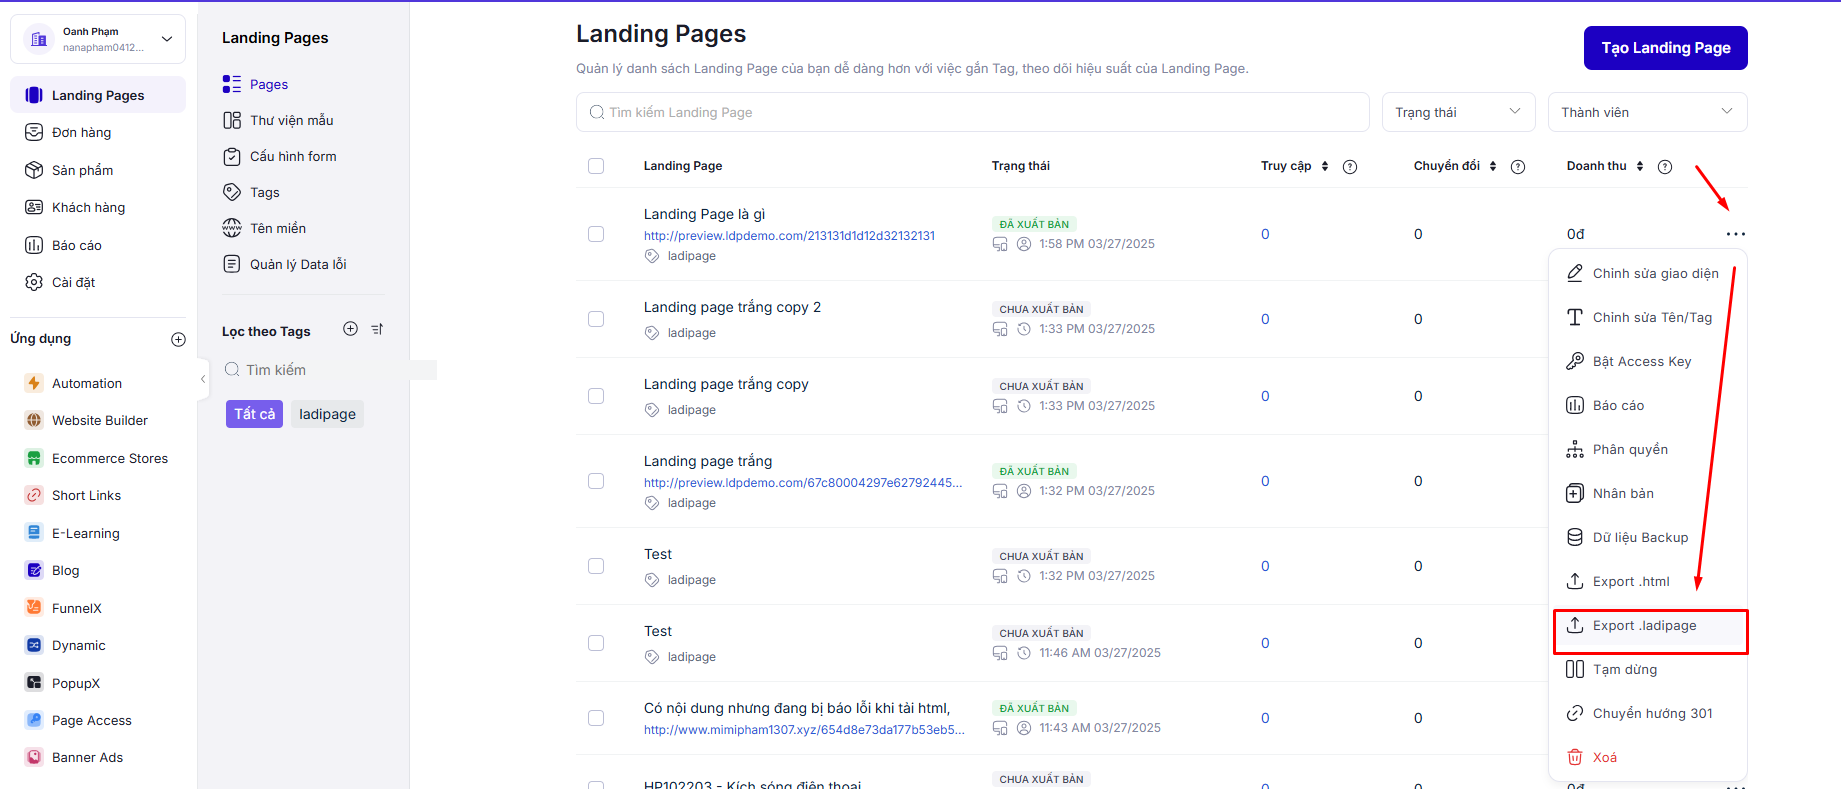 Oanh Phạm
nanapham0412...
Landing Pages
Đơn hàng
Sản phẩm
Khách hàng
Báo cáo
Cài đặt
Ứng dụng
Automation
Website Builder
Ecommerce Stores
Short Links
E-Learning
Blog
FunnelX
Dynamic
PopupX
Page Access
Banner Ads
Landing Pages
Pages
Thư viện mẫu
Cấu hình form
Tags
Tên miền
Quản lý Data lỗi
Lọc theo Tags
Tìm kiếm
Tất cả ladipage
Landing Pages
Tạo Landing Page
Quản lý danh sách Landing Page của bạn dễ dàng hơn với việc gắn Tag, theo dõi hiệu suất của Landing Page.
Tìm kiếm Landing Page Trạng thái Thành viên
Landing Page Trạng thái Truy cập Chuyển đổi Doanh thu
Landing Page là gì
http://preview.ldpdemo.com/213131d1d12d32132131
ladipage
ĐÃ XUẤT BẢN
1:58 PM 03/27/2025
0 0 0đ
Landing page trắng copy 2
ladipage
CHƯA XUẤT BẢN
1:33 PM 03/27/2025
0 0
Landing page trắng copy
ladipage
CHƯA XUẤT BẢN
1:33 PM 03/27/2025
0 0
Landing page trắng
http://preview.ldpdemo.com/67c80004297e62792445...
ladipage
ĐÃ XUẤT BẢN
1:32 PM 03/27/2025
0 0
Test
ladipage
CHƯA XUẤT BẢN
1:32 PM 03/27/2025
0 0
Test
ladipage
CHƯA XUẤT BẢN
11:46 AM 03/27/2025
0 0
Có nội dung nhưng đang bị báo lỗi khi tải html,
http://www.mimipham1307.xyz/654d8e73da177b53eb5...
ĐÃ XUẤT BẢN
11:43 AM 03/27/2025
0 0
HP102203 - Kích sóng điện thoại
CHƯA XUẤT BẢN
0 0 0đ
Chỉnh sửa giao diện
Chỉnh sửa Tên/Tag
Bật Access Key
Báo cáo
Phân quyền
Nhân bản
Dữ liệu Backup
Export .html
Export .ladipage
Tạm dừng
Chuyển hướng 301
Xoá